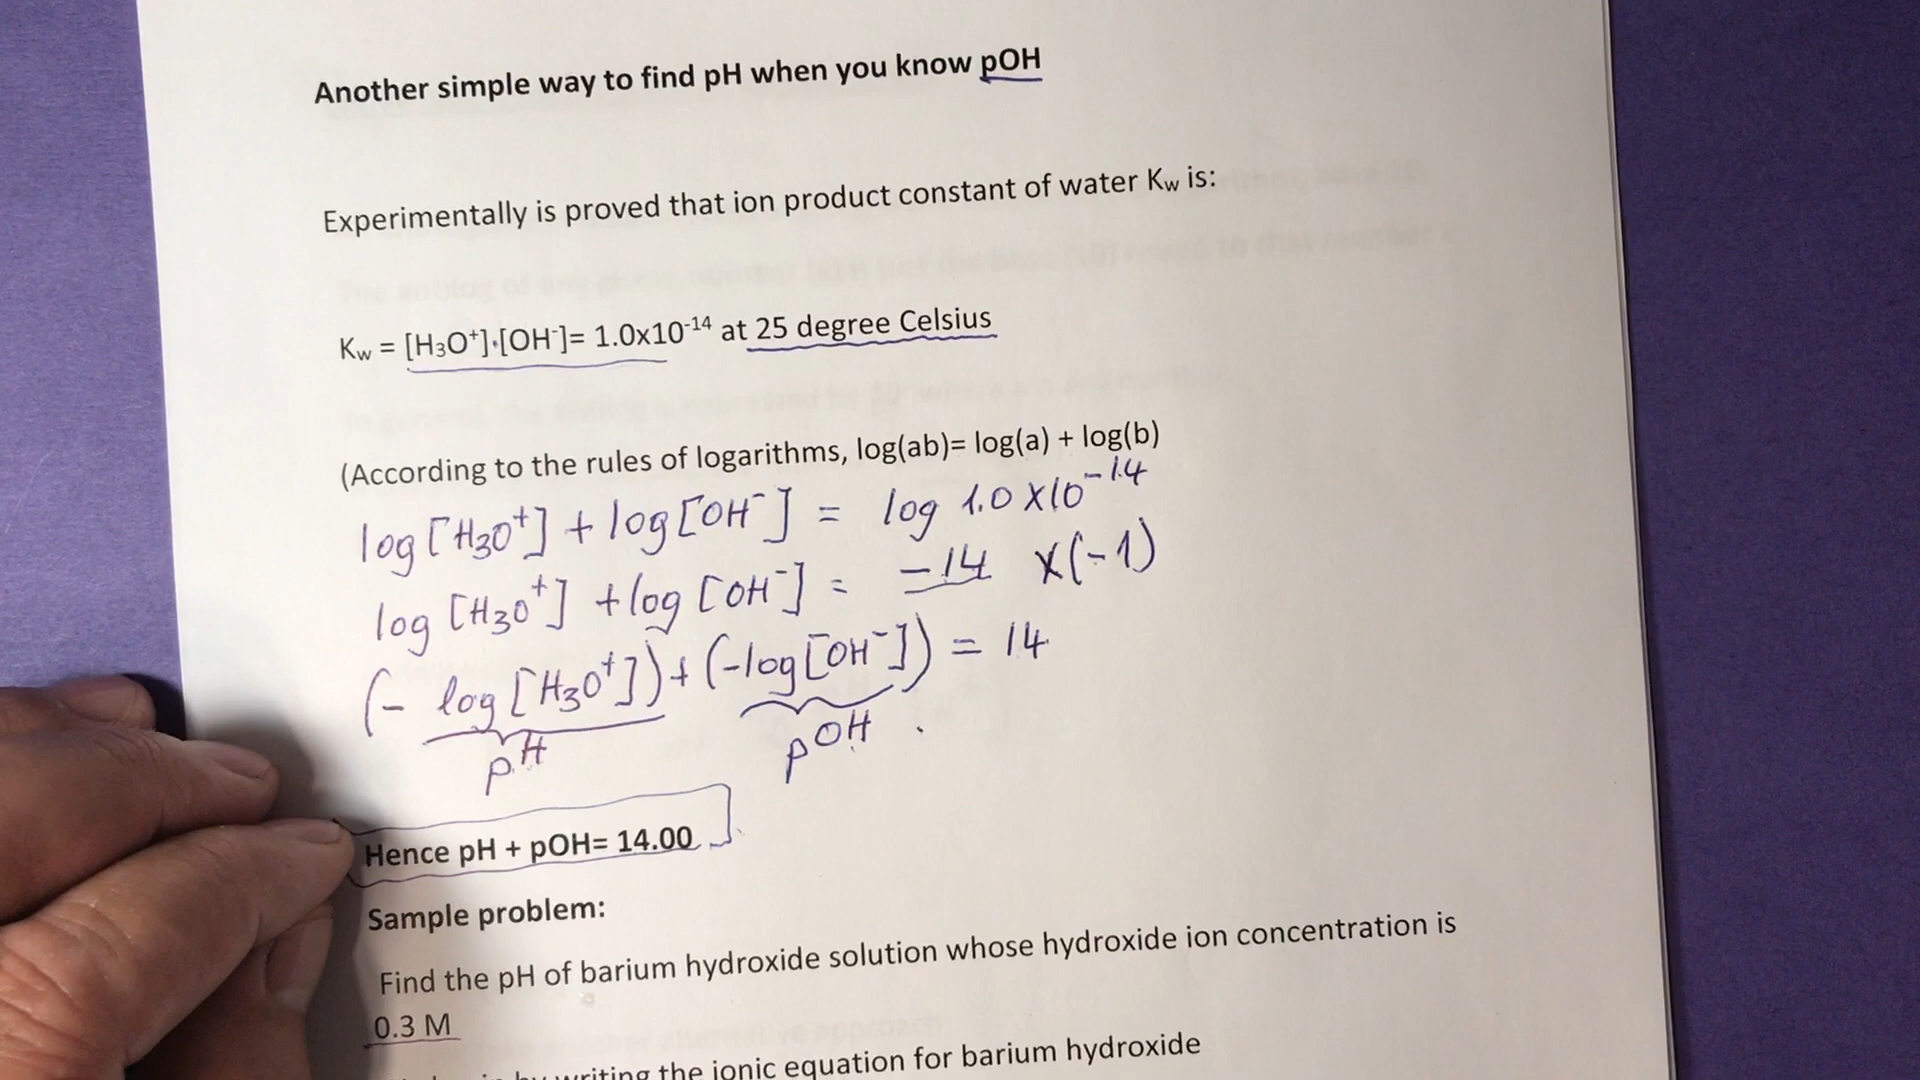 Another simple way to find pH when you know pOH
Experimentally is proved that ion product constant of water Kw is:
Kw = [H₃O⁺]·[OH⁻]= 1.0x10⁻¹⁴ at 25 degree Celsius
(According to the rules of logarithms, log(ab)= log(a) + log(b)
log [H₃O⁺] + log [OH⁻] = log 1.0 x10⁻¹⁴
log [H₃O⁺] + log [OH⁻] = -14 x(-1)
(- log [H₃O⁺]) + (-log [OH⁻]) = 14
pH pOH
Hence pH + pOH= 14.00
Sample problem:
Find the pH of barium hydroxide solution whose hydroxide ion concentration is
0.3 M
by writing the ionic equation for barium hydroxide